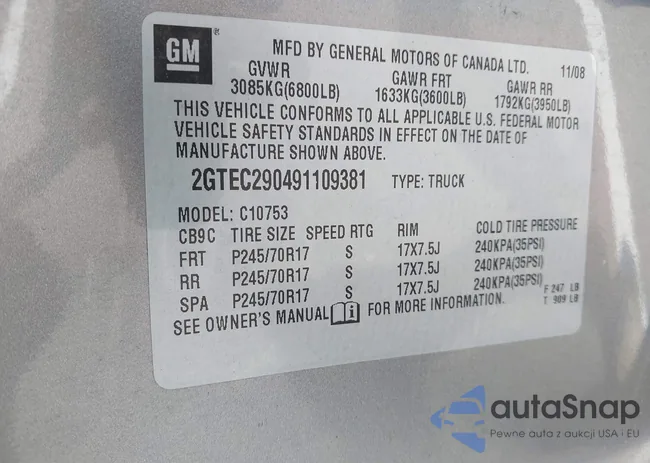 GM
MFD BY GENERAL MOTORS OF CANADA LTD. 11/08
GVWR GAWR FRT GAWR RR
3085KG(6800LB) 1633KG(3600LB) 1792KG(3950LB)
THIS VEHICLE CONFORMS TO ALL APPLICABLE U.S. FEDERAL MOTOR
VEHICLE SAFETY STANDARDS IN EFFECT ON THE DATE OF
MANUFACTURE SHOWN ABOVE.
2GTEC290491109381 TYPE: TRUCK
MODEL: C10753
CB9C TIRE SIZE SPEED RTG RIM COLD TIRE PRESSURE
FRT P245/70R17 S 17X7.5J 240KPA(35PSI)
RR P245/70R17 S 17X7.5J 240KPA(35PSI)
SPA P245/70R17 S 17X7.5J 240KPA(35PSI)
F 247 LB
T 909 LB
SEE OWNER'S MANUAL i FOR MORE INFORMATION.
autaSnap
Pewne auta z aukcji USA i EU